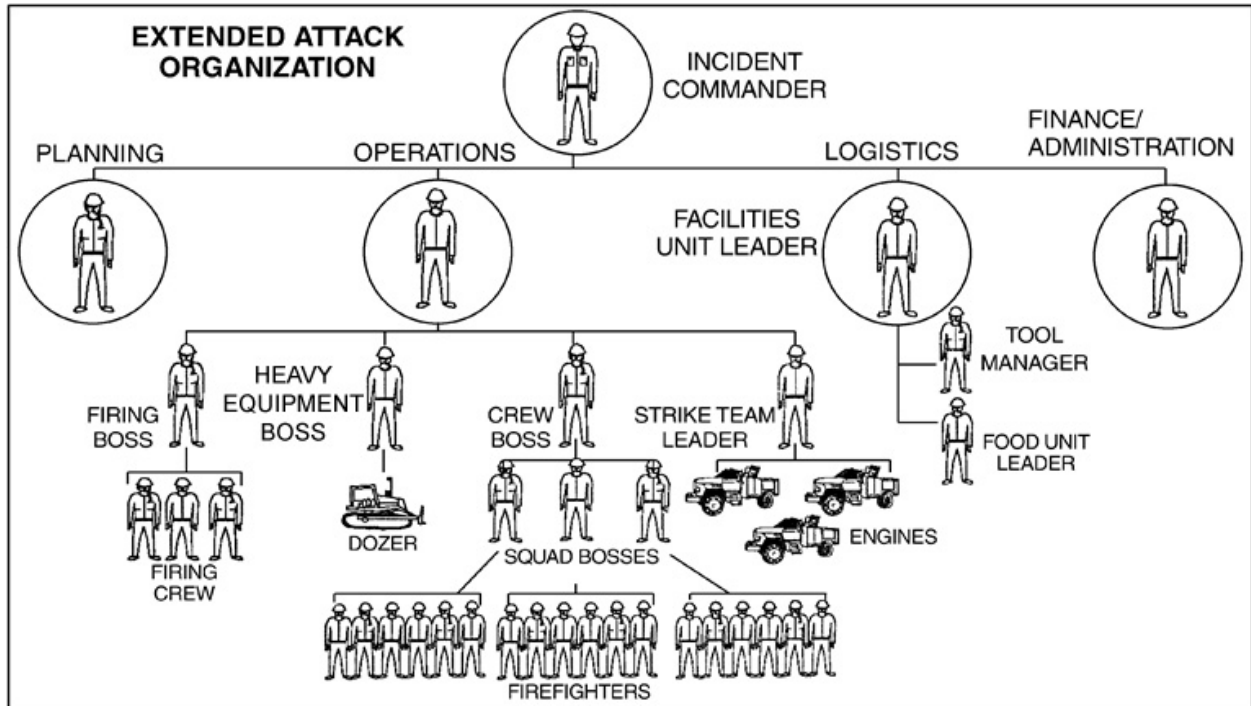 EXTENDED ATTACK
ORGANIZATION
INCIDENT
COMMANDER
PLANNING
OPERATIONS
LOGISTICS
FINANCE/
ADMINISTRATION
FACILITIES
UNIT LEADER
TOOL
MANAGER
FOOD UNIT
LEADER
FIRING
BOSS
HEAVY
EQUIPMENT
BOSS
CREW
BOSS
STRIKE TEAM
LEADER
FIRING
CREW
DOZER
SQUAD BOSSES
ENGINES
FIREFIGHTERS